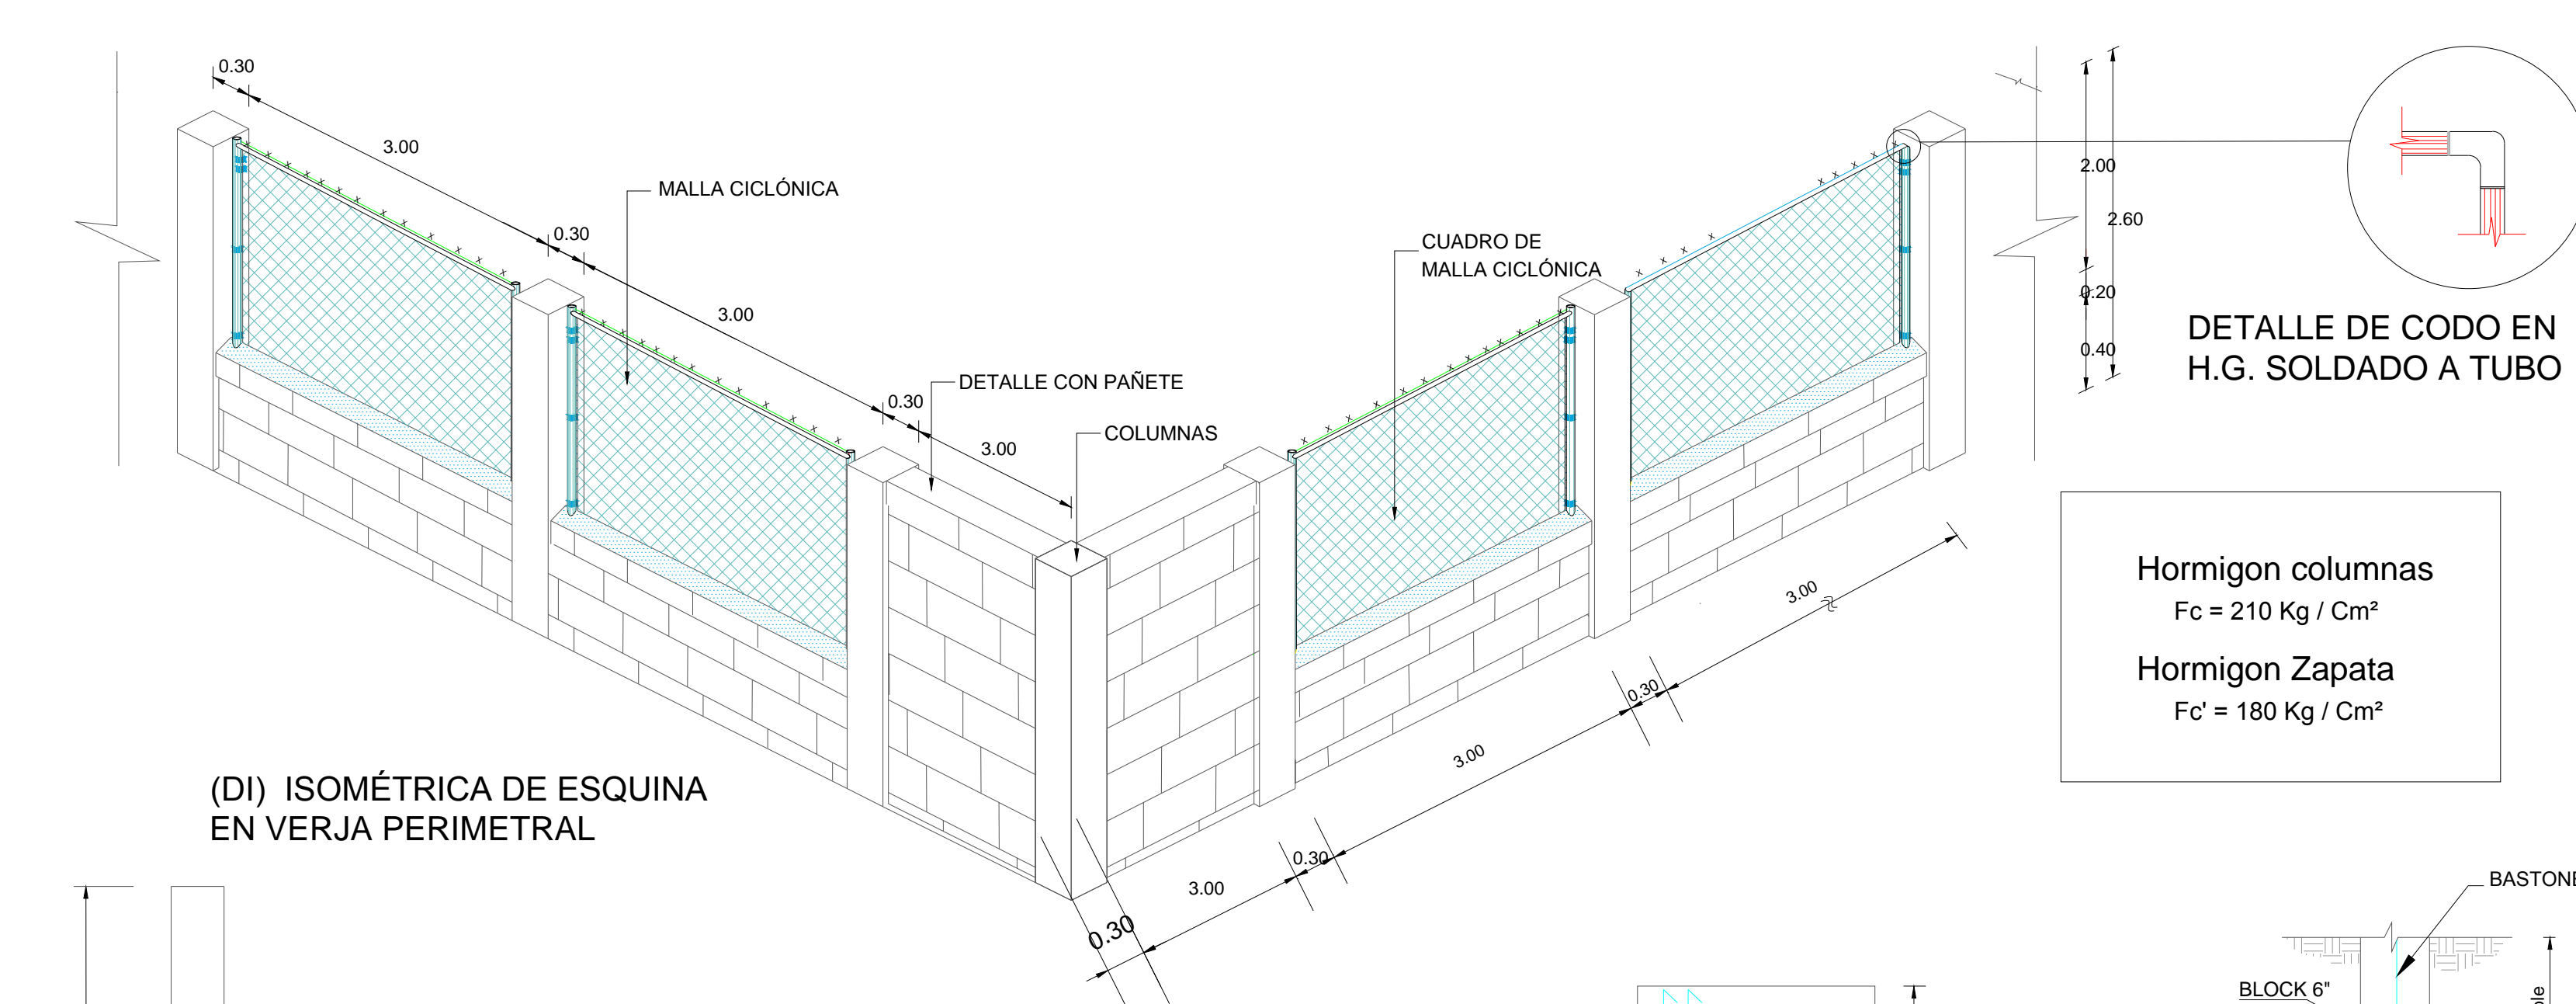 0.30
3.00
MALLA CICLÓNICA
0.30
3.00
CUADRO DE
MALLA CICLÓNICA
DETALLE CON PAÑETE
0.30
COLUMNAS
3.00
2.00
2.60
0.20
0.40
DETALLE DE CODO EN
H.G. SOLDADO A TUBO
Hormigon columnas
Fc = 210 Kg / Cm²
Hormigon Zapata
Fc' = 180 Kg / Cm²
3.00
0.30
3.00
0.30
3.00
0.30
(DI) ISOMÉTRICA DE ESQUINA
EN VERJA PERIMETRAL
BASTONE
BLOCK 6"